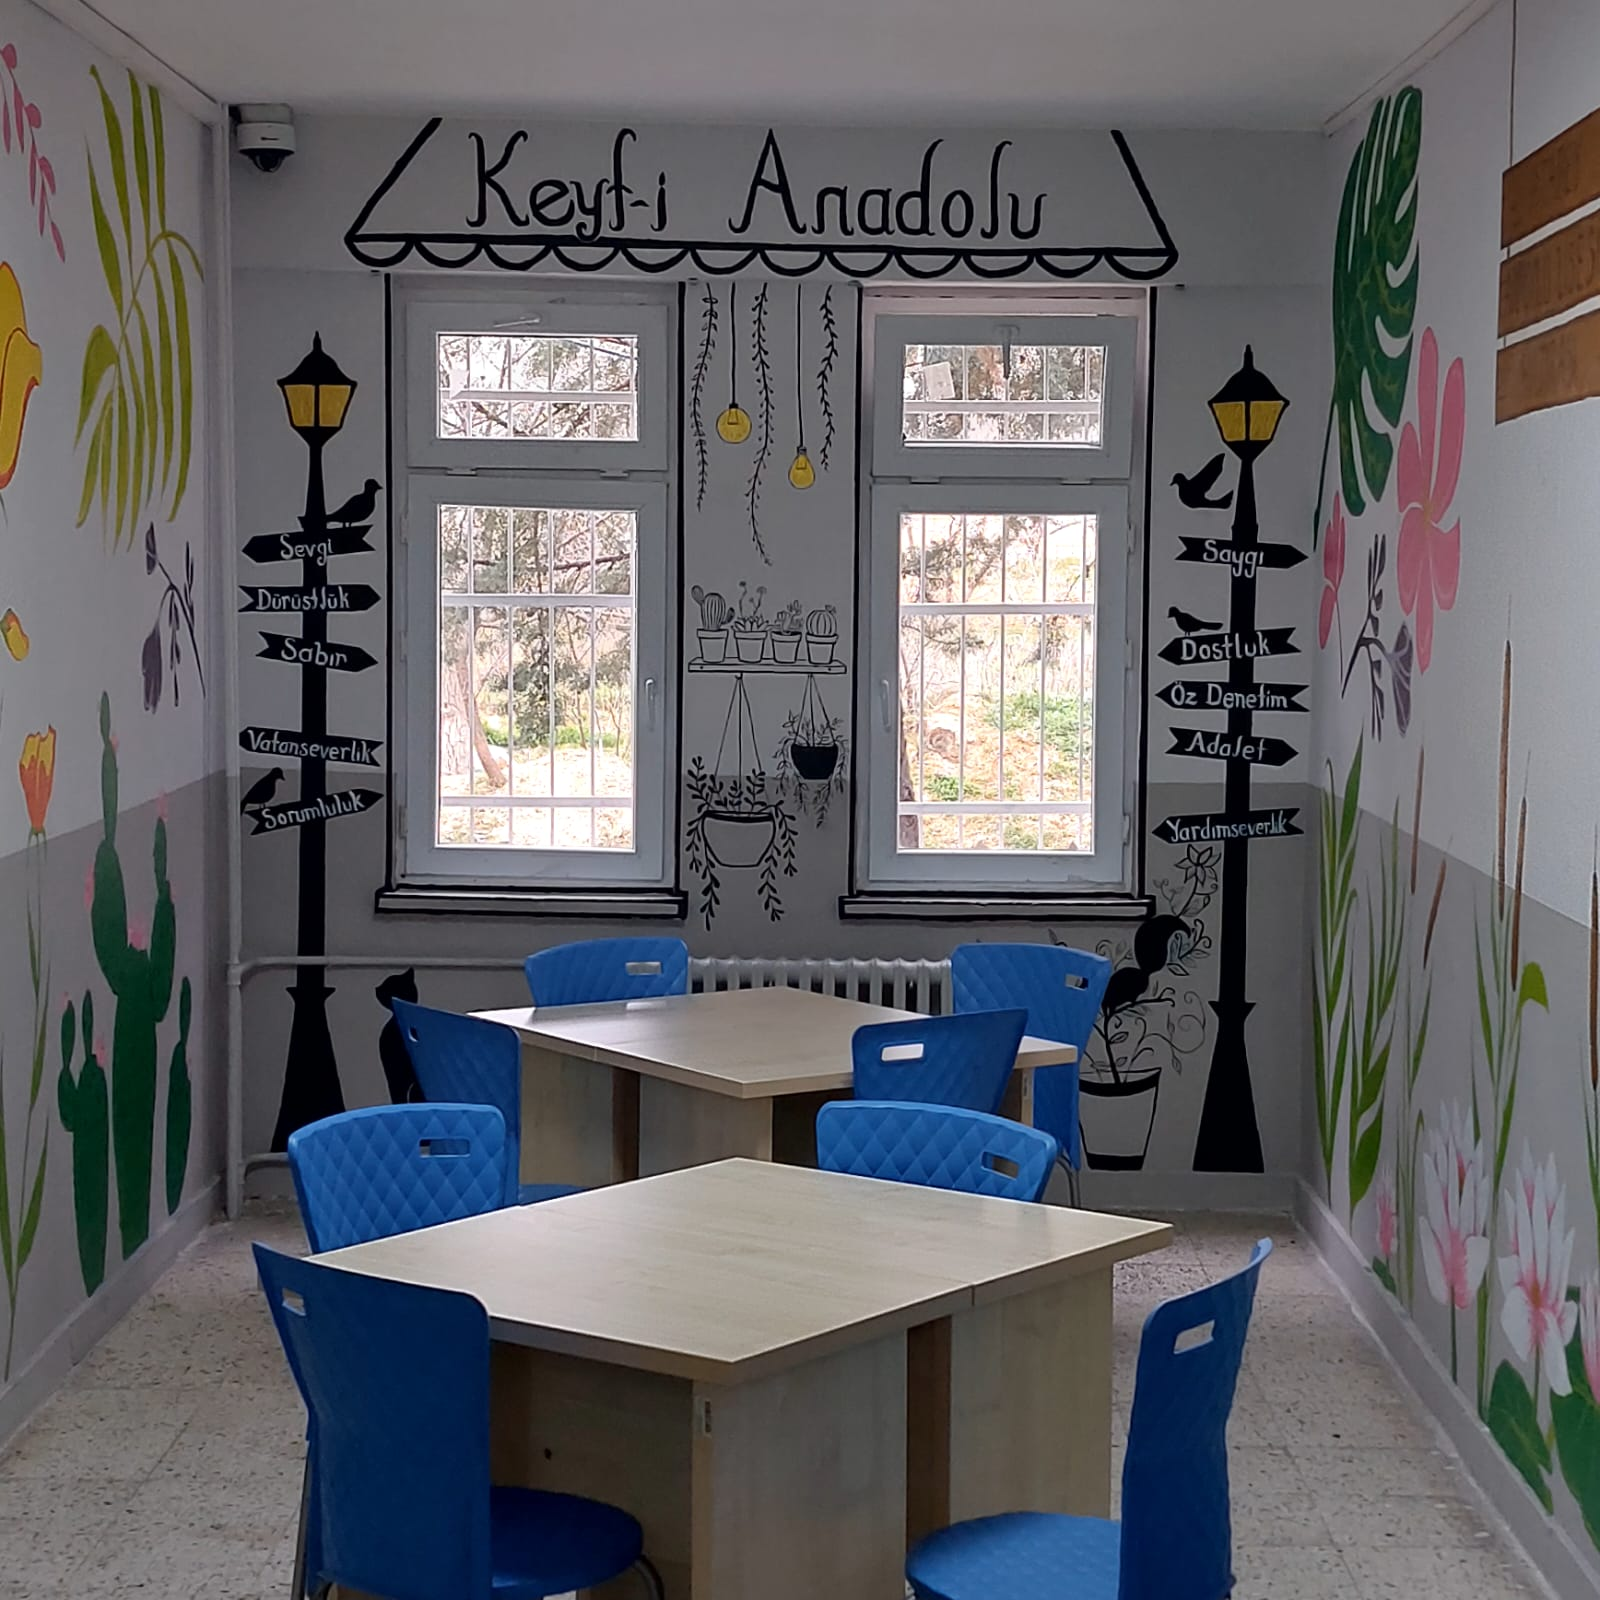 Keyf-i Anadolu
Sevgi
Dürüstlük
Sabır
Vatanseverlik
Sorumluluk
Saygı
Dostluk
Öz Denetim
Adalet
Yardımseverlik